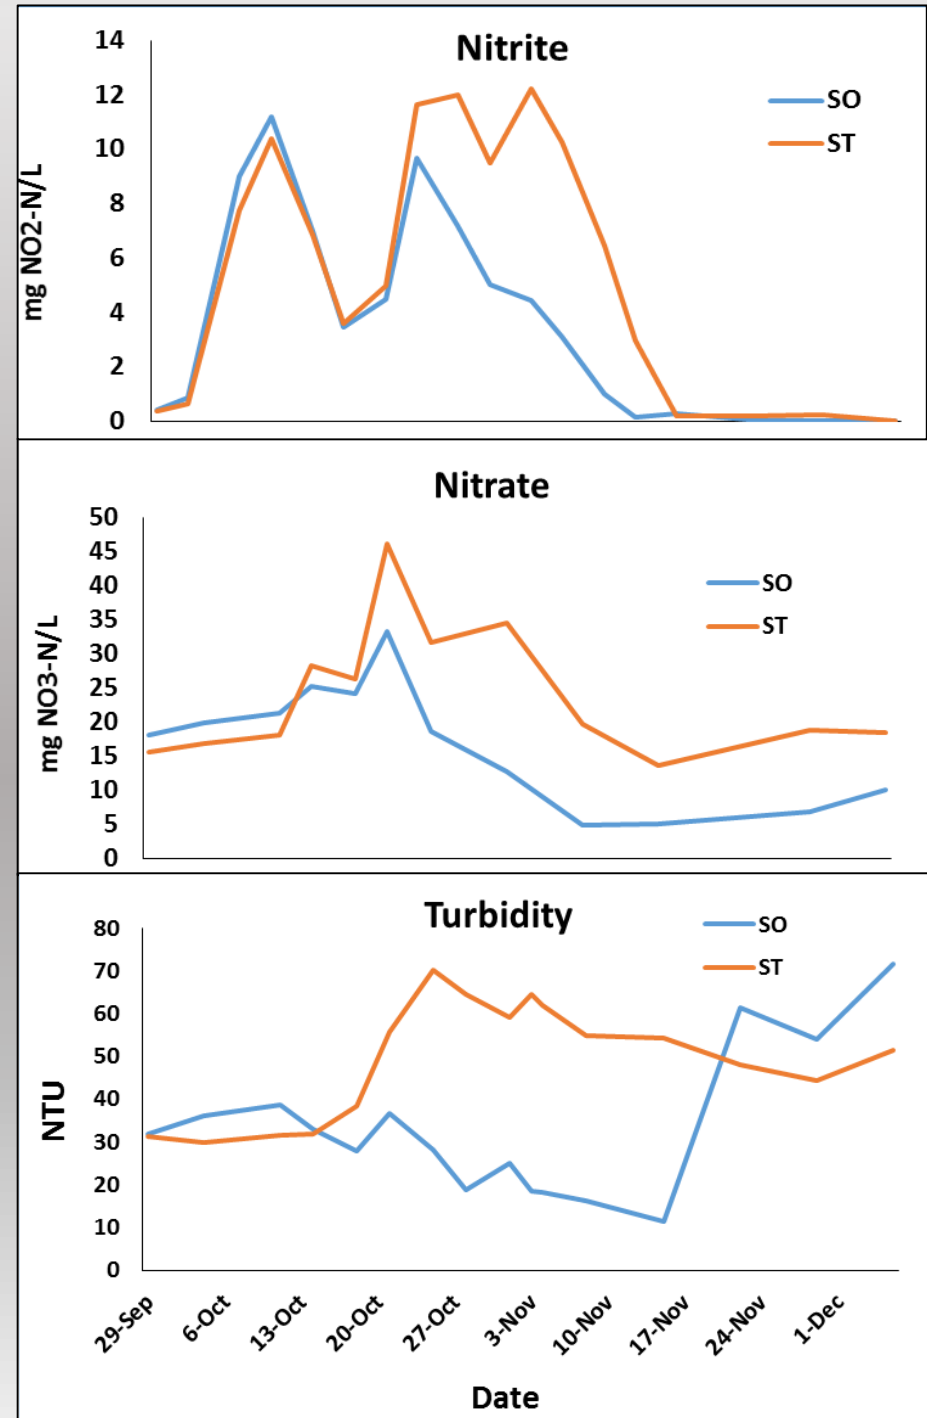 Nitrite
14
12
10
8
6
4
2
0
mg NO2-N/L
SO
ST
Nitrate
50
45
40
35
30
25
20
15
10
5
0
mg NO3-N/L
SO
ST
Turbidity
80
70
60
50
40
30
20
10
0
NTU
SO
ST
29-Sep
6-Oct
13-Oct
20-Oct
27-Oct
3-Nov
10-Nov
17-Nov
24-Nov
1-Dec
Date